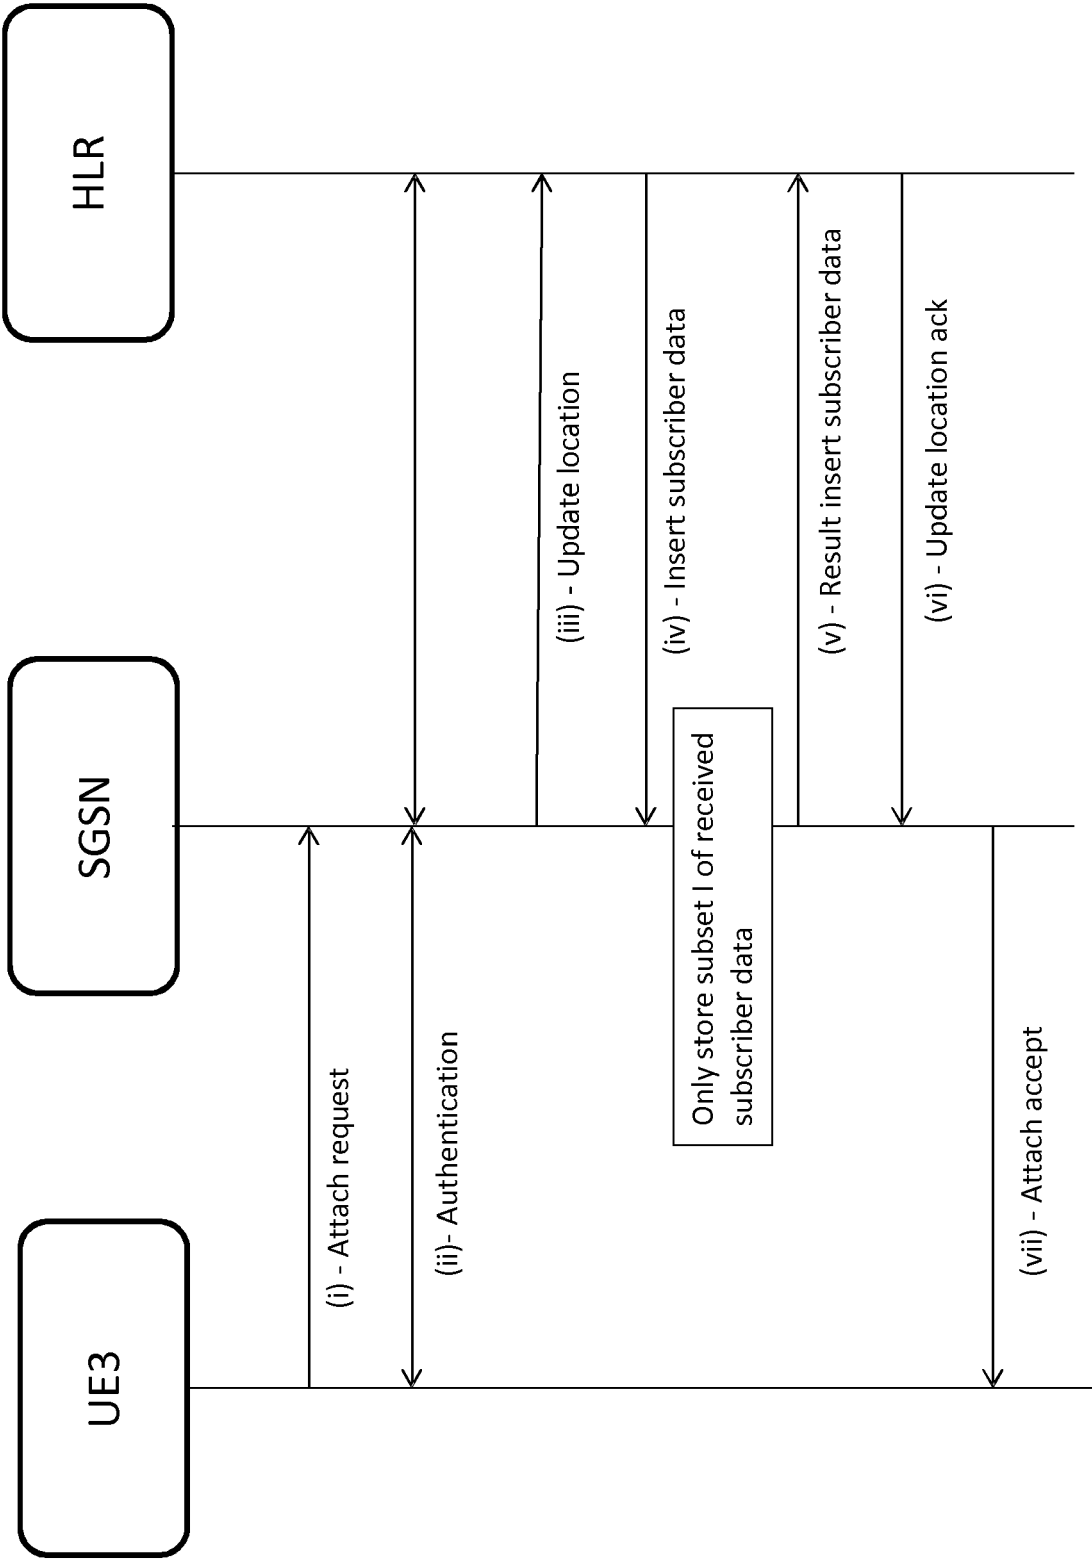 UE3
SGSN
HLR
(i) - Attach request
(ii)- Authentication
(iii) - Update location
(iv) - Insert subscriber data
Only store subset I of received
subscriber data
(v) - Result insert subscriber data
(vi) - Update location ack
(vii) - Attach accept